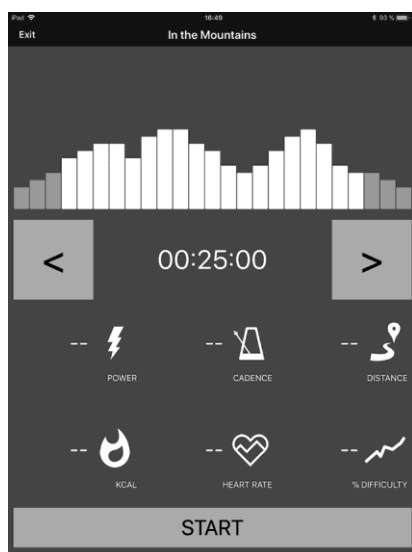 iPad 16:49 93 %
Exit In the Mountains
< 00:25:00 >
-- -- --
POWER CADENCE DISTANCE
-- -- --
KCAL HEART RATE % DIFFICULTY
START